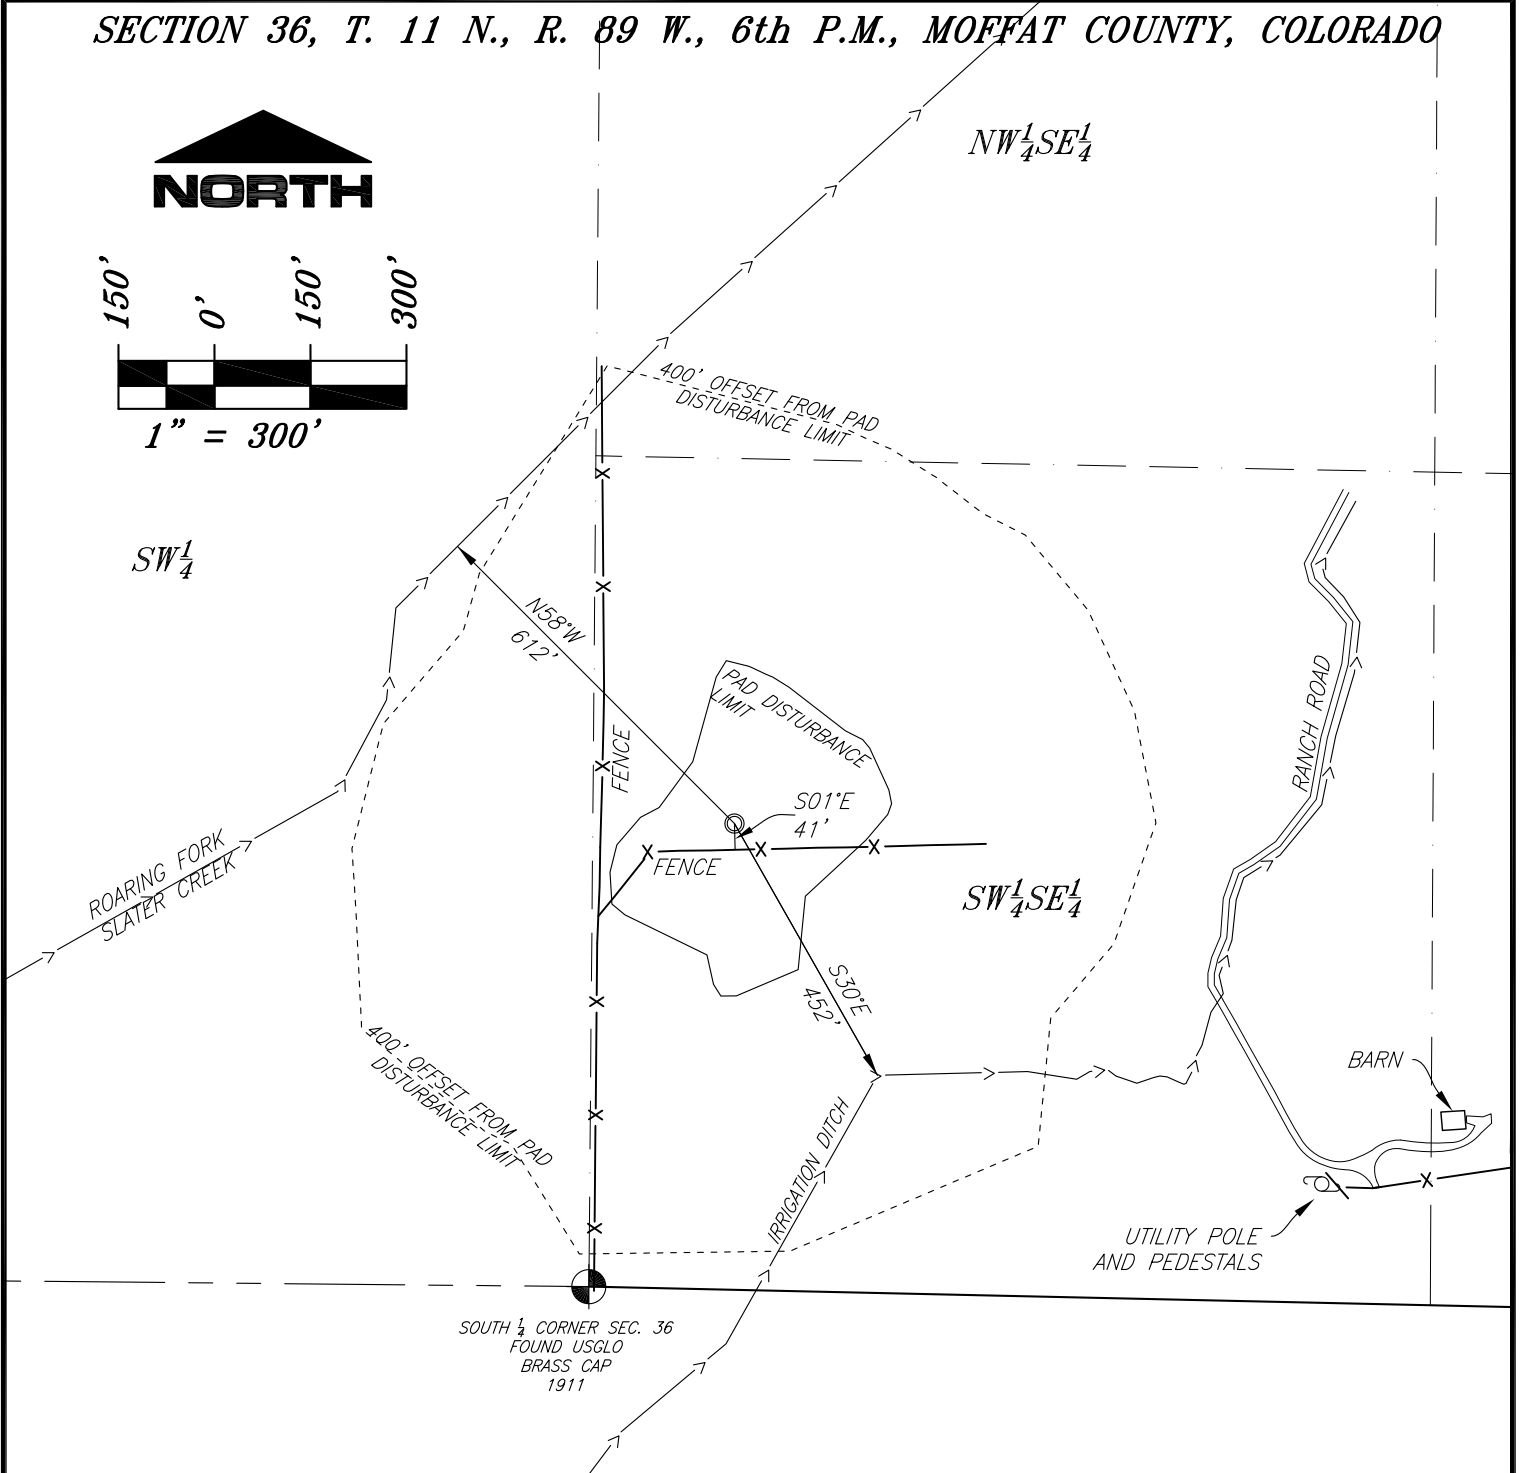 SECTION 36, T. 11 N., R. 89 W., 6th P.M., MOFFAT COUNTY, COLORADO
NW¼SE¼
NORTH
150' 0' 150' 300'
1" = 300'
400' OFFSET FROM PAD
DISTURBANCE LIMIT
SW¼
N58°W
612'
PAD DISTURBANCE
LIMIT
RANCH ROAD
FENCE
S01°E
41'
FENCE
ROARING FORK
SLATER CREEK
SW¼SE¼
S30°E
452'
400' OFFSET FROM PAD
DISTURBANCE LIMIT
BARN
IRRIGATION DITCH
UTILITY POLE
AND PEDESTALS
SOUTH ¼ CORNER SEC. 36
FOUND USGLO
BRASS CAP
1911